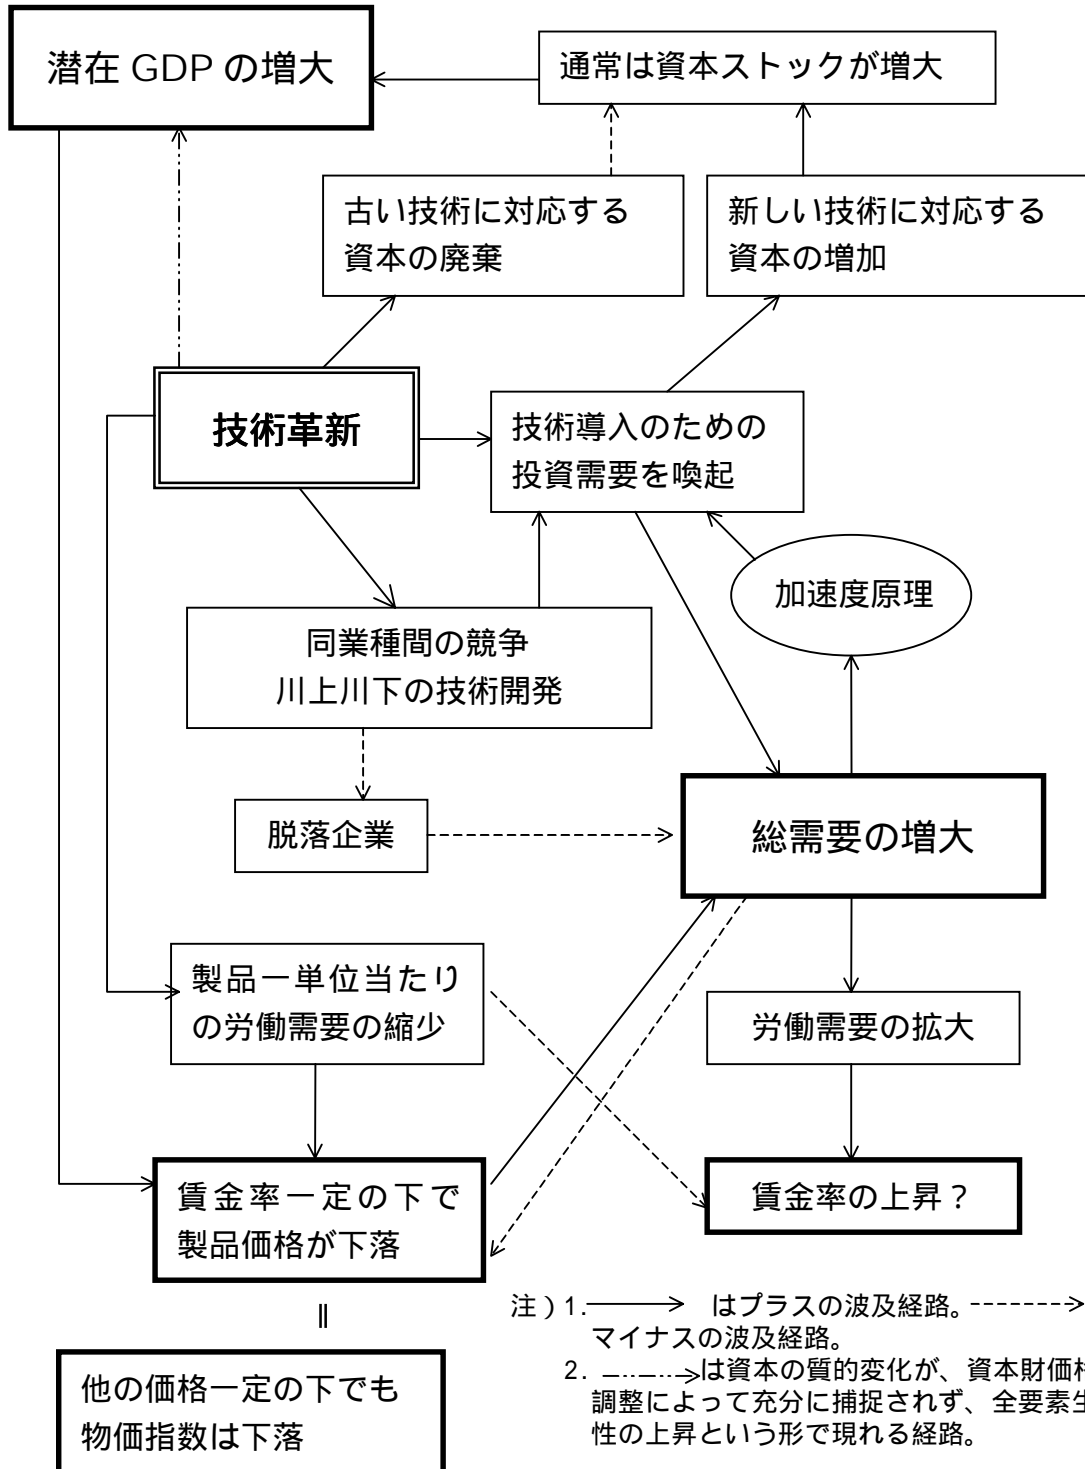 潜在 GDP の増大
通常は資本ストックが増大
古い技術に対応する
資本の廃棄
新しい技術に対応する
資本の増加
技術革新
技術導入のための
投資需要を喚起
加速度原理
同業種間の競争
川上川下の技術開発
脱落企業
総需要の増大
製品一単位当たり
の労働需要の縮少
労働需要の拡大
賃金率一定の下で
製品価格が下落
賃金率の上昇？
||
他の価格一定の下でも
物価指数は下落
注）1. はプラスの波及経路。
マイナスの波及経路。
2. は資本の質的変化が、資本財価
調整によって充分に捕捉されず、全要素生
性の上昇という形で現れる経路。